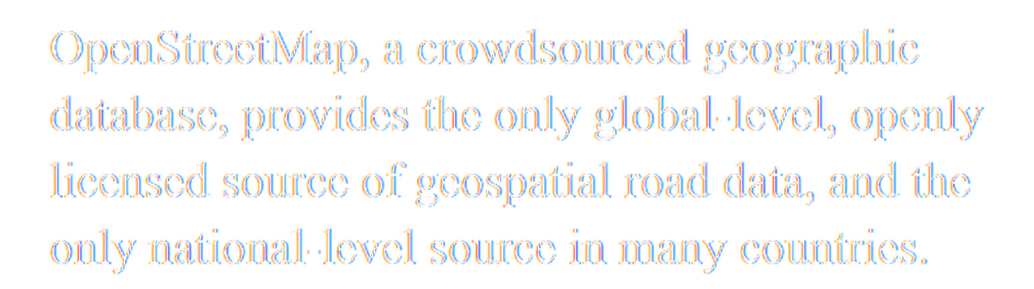 OpenStreetMap, a crowdsourced geographic
database, provides the only global-level, openly
licensed source of geospatial road data, and the
only national-level source in many countries.